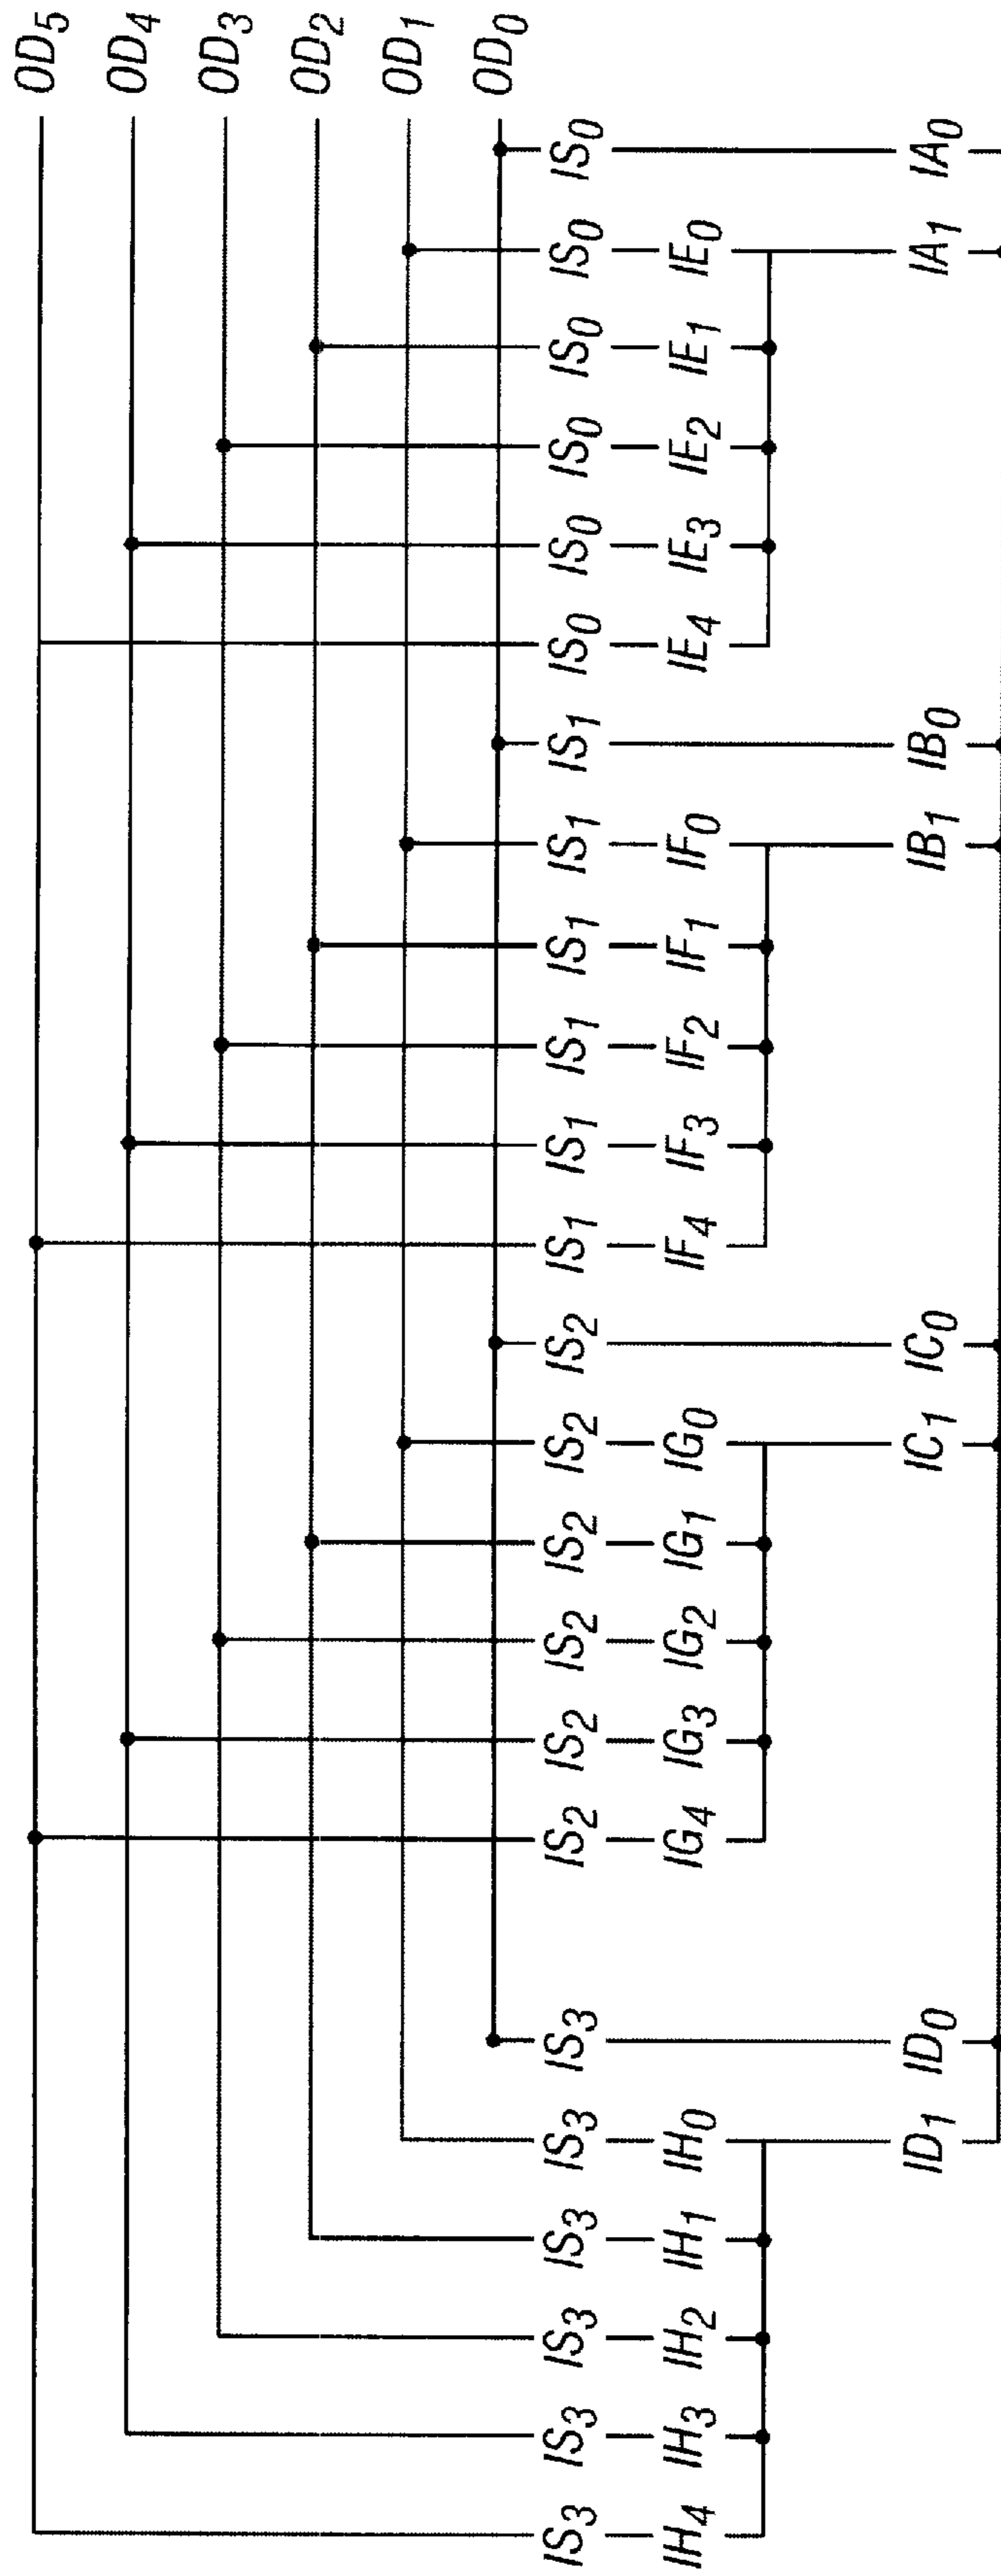 OD₅
OD₄
OD₃
OD₂
OD₁
OD₀
IS₃ IS₃ IS₃ IS₃ IS₃ IS₃ IS₂ IS₂ IS₂ IS₂ IS₂ IS₂ IS₁ IS₁ IS₁ IS₁ IS₁ IS₁ IS₀ IS₀ IS₀ IS₀ IS₀ IS₀
IH₄ IH₃ IH₂ IH₁ IH₀ IG₄ IG₃ IG₂ IG₁ IG₀ IF₄ IF₃ IF₂ IF₁ IF₀ IE₄ IE₃ IE₂ IE₁ IE₀
ID₁ ID₀ IC₁ IC₀ IB₁ IB₀ IA₁ IA₀